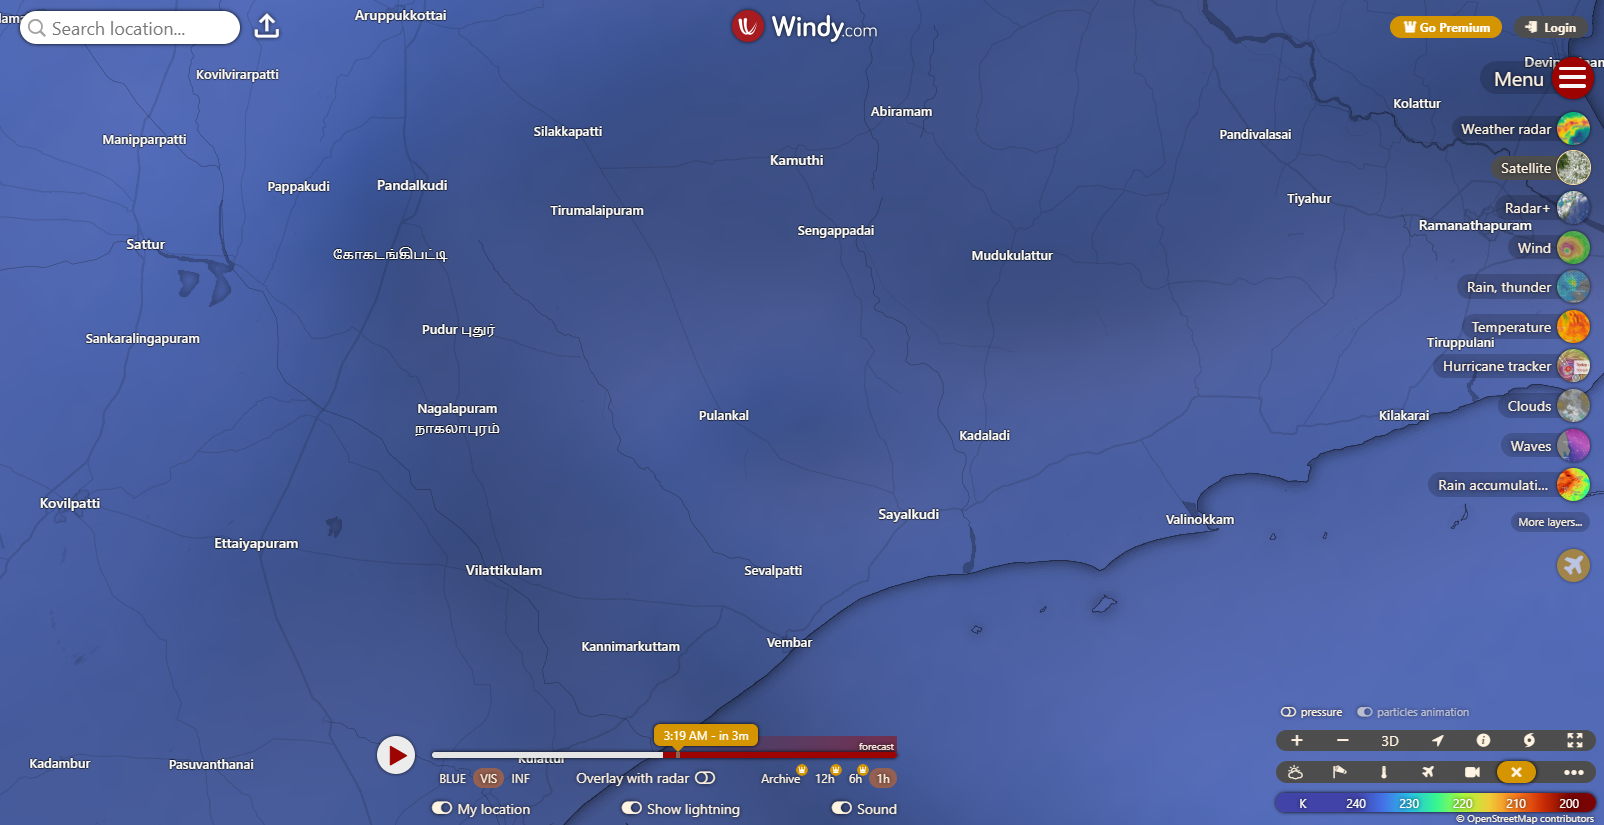 Aruppukkottai
Search location...
Windy.com
Go Premium
Login
Kovilvirarpatti
Menu
Kolattur
Abiramam
Silakkapatti
Weather radar
Pandivalasai
Manipparpatti
Kamuthi
Satellite
Pappakudi
Pandalkudi
Tiyahur
Radar+
Tirumalaipuram
Ramanathapuram
Sengappadai
Sattur
Wind
கோகடங்கிபட்டி
Mudukulattur
Rain, thunder
Pudur புதுர்
Temperature
Sankaralingapuram
Tiruppulani
Hurricane tracker
Clouds
Nagalapuram
நாகலாபுரம்
Pulankal
Kilakarai
Kadaladi
Waves
Rain accumulati...
Kovilpatti
Sayalkudi
Valinokkam
More layers...
Ettaiyapuram
Vilattikulam
Sevalpatti
Vembar
Kannimarkuttam
pressure
particles animation
3:19 AM - in 3m
forecast
3D
Kadambur
Pasuvanthanai
Kulattur
BLUE VIS INF
Overlay with radar
Archive 12h 6h 1h
My location
Show lightning
Sound
K 240 230 220 210 200
© OpenStreetMap contributors